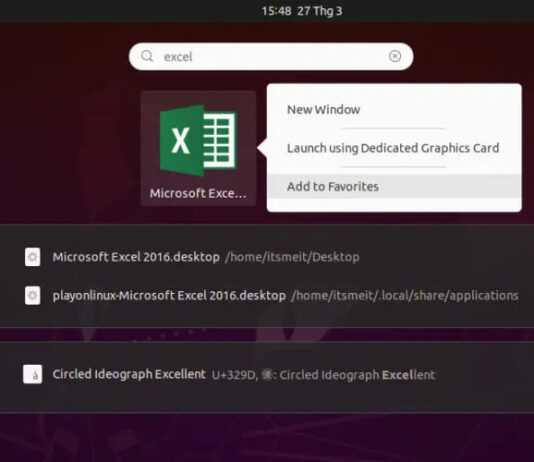 15:48 27 Thg 3
excel
New Window
Launch using Dedicated Graphics Card
Add to Favorites
X
Microsoft Exce...
Microsoft Excel 2016.desktop /home/itsmeit/Desktop
playonlinux-Microsoft Excel 2016.desktop /home/itsmeit/.local/share/applications
à
Circled Ideograph Excellent U+329D, ㊝: Circled Ideograph Excellent